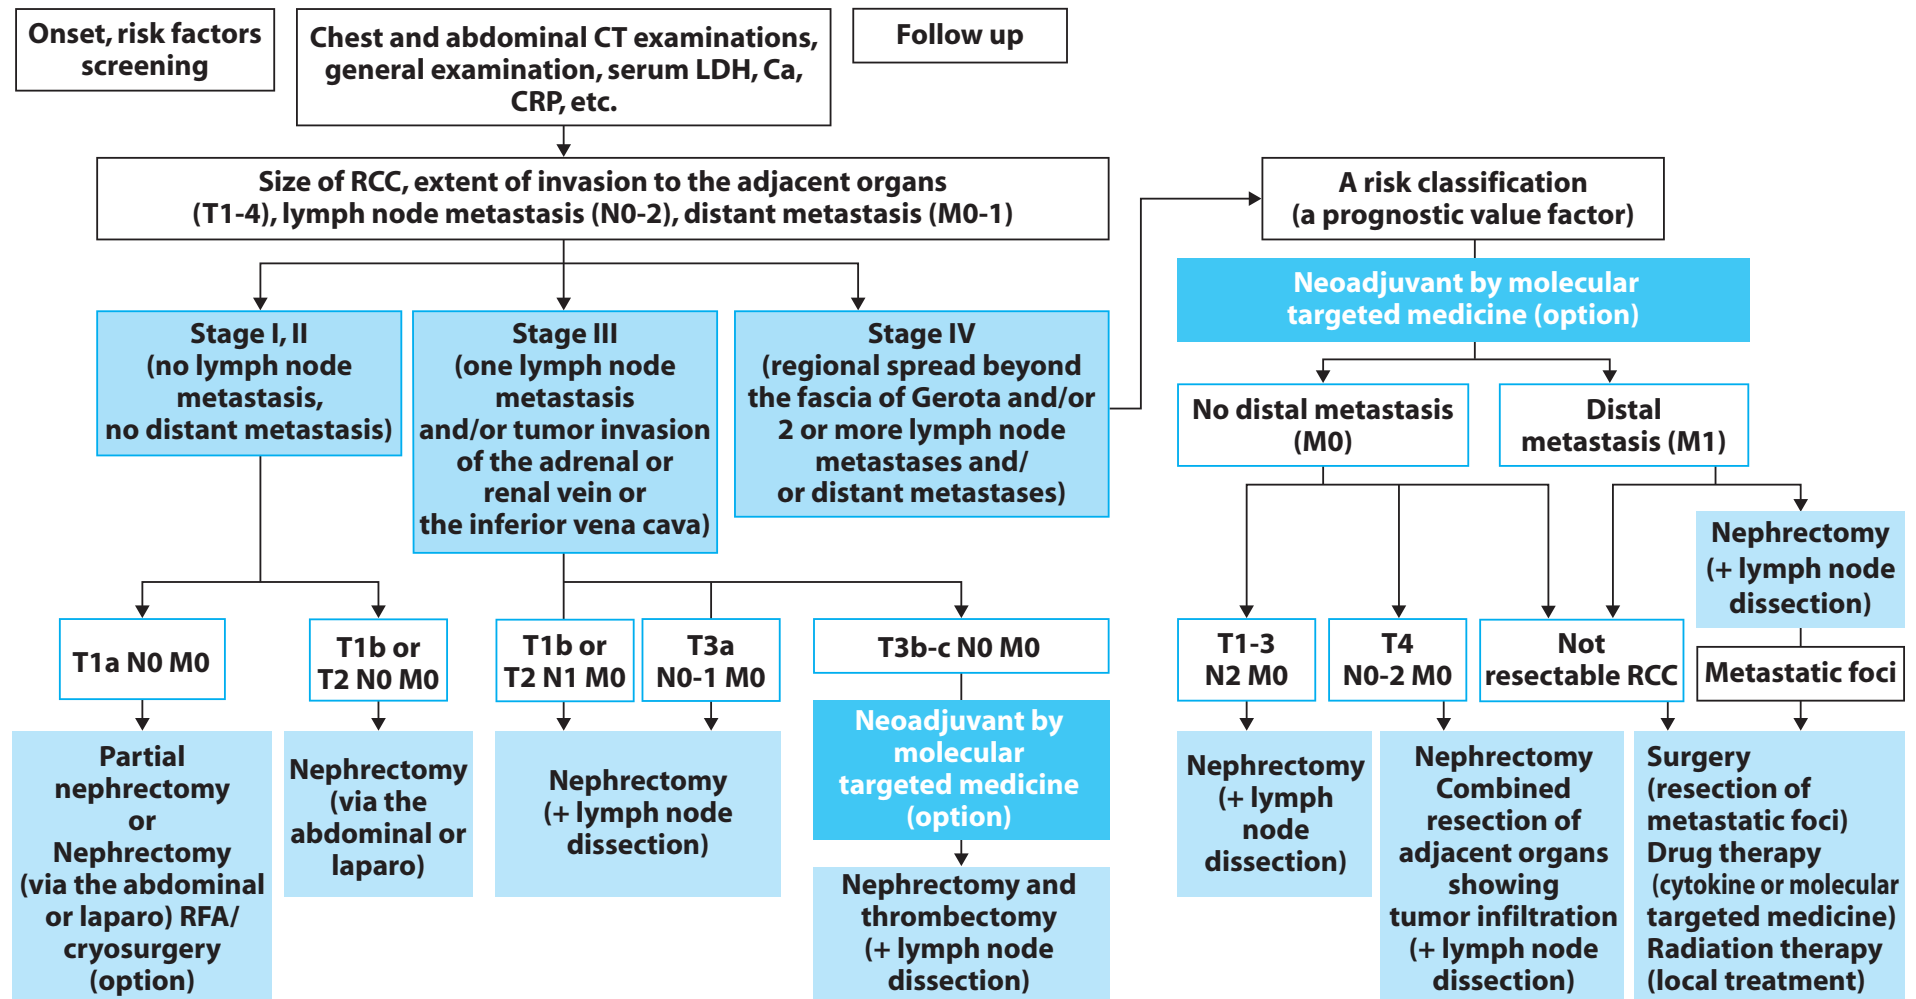 Onset, risk factors
screening
Chest and abdominal CT examinations,
general examination, serum LDH, Ca,
CRP, etc.
Follow up
Size of RCC, extent of invasion to the adjacent organs
(T1-4), lymph node metastasis (N0-2), distant metastasis (M0-1)
A risk classification
(a prognostic value factor)
Neoadjuvant by molecular
targeted medicine (option)
Stage I, II
(no lymph node
metastasis,
no distant metastasis)
Stage III
(one lymph node
metastasis
and/or tumor invasion
of the adrenal or
renal vein or
the inferior vena cava)
Stage IV
(regional spread beyond
the fascia of Gerota and/or
2 or more lymph node
metastases and/
or distant metastases)
No distal metastasis
(M0)
Distal
metastasis (M1)
Nephrectomy
(+ lymph node
dissection)
T1a N0 M0
T1b or
T2 N0 M0
T1b or
T2 N1 M0
T3a
N0-1 M0
T3b-c N0 M0
T1-3
N2 M0
T4
N0-2 M0
Not
resectable RCC
Metastatic foci
Partial
nephrectomy
or
Nephrectomy
(via the abdominal
or laparo) RFA/
cryosurgery
(option)
Nephrectomy
(via the
abdominal or
laparo)
Nephrectomy
(+ lymph node
dissection)
Neoadjuvant by
molecular
targeted medicine
(option)
Nephrectomy and
thrombectomy
(+ lymph node
dissection)
Nephrectomy
(+ lymph
node
dissection)
Nephrectomy
Combined
resection of
adjacent organs
showing
tumor infiltration
(+ lymph node
dissection)
Surgery
(resection of
metastatic foci)
Drug therapy
(cytokine or molecular
targeted medicine)
Radiation therapy
(local treatment)